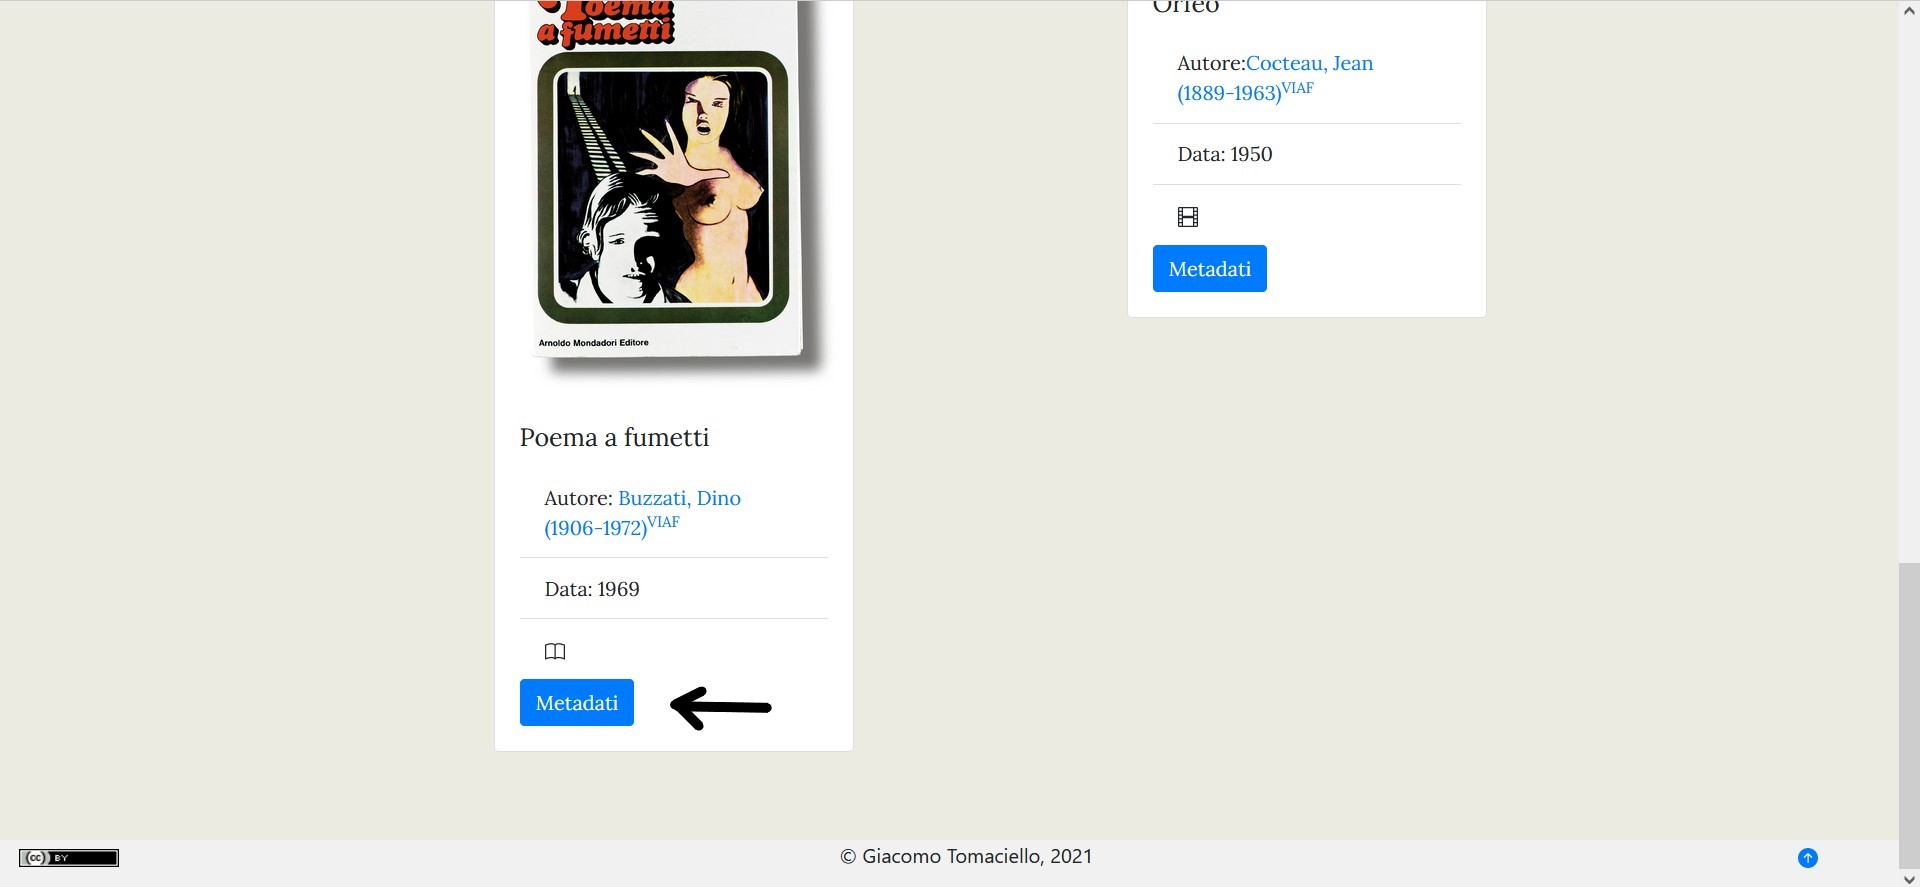 Poema
a fumetti
Arnoldo Mondadori Editore
Poema a fumetti
Autore: Buzzati, Dino
(1906-1972)VIAF
Data: 1969
Metadati
Orfeo
Autore:Cocteau, Jean
(1889-1963)VIAF
Data: 1950
Metadati
cc BY
© Giacomo Tomaciello, 2021